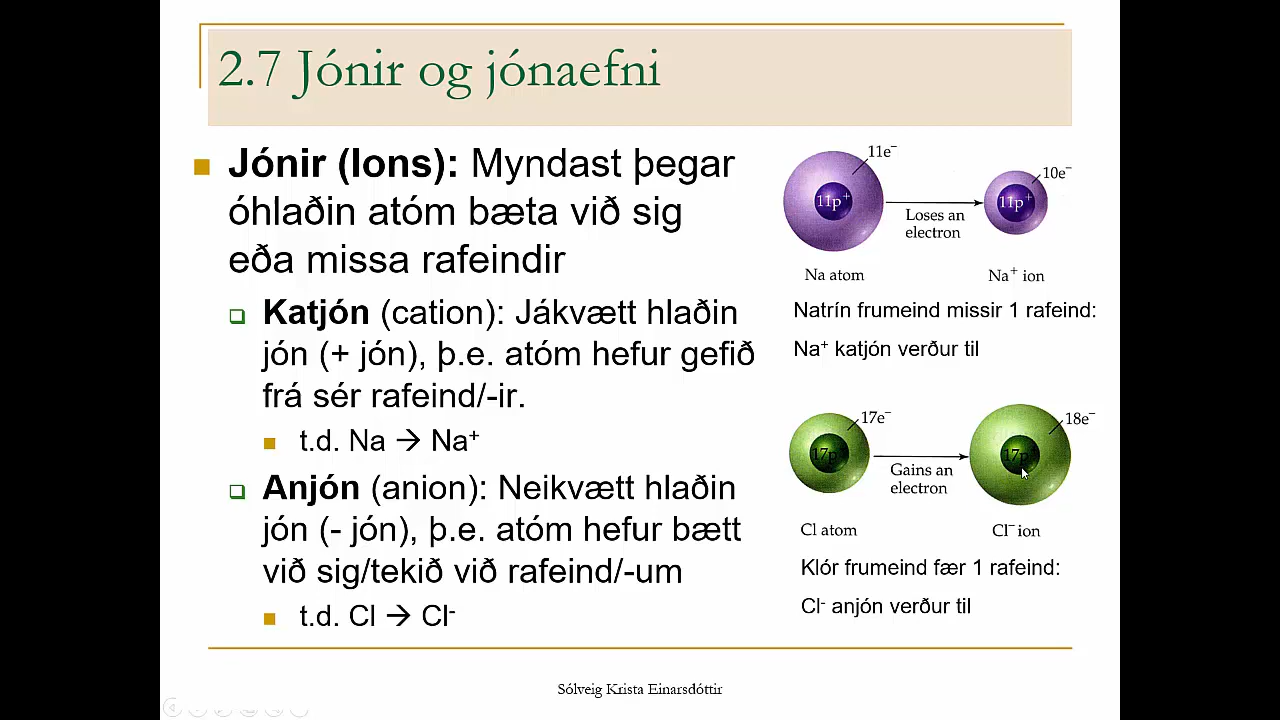 2.7 Jónir og jónaefni
Jónir (Ions): Myndast þegar
óhlaðin atóm bæta við sig
eða missa rafeindir
Katjón (cation): Jákvætt hlaðin
jón (+ jón), þ.e. atóm hefur gefið
frá sér rafeind/-ir.
t.d. Na → Na⁺
Anjón (anion): Neikvætt hlaðin
jón (- jón), þ.e. atóm hefur bætt
við sig/tekið við rafeind/-um
t.d. Cl → Cl⁻
11e⁻
11p⁺
Loses an
electron
10e⁻
11p⁺
Na atom
Na⁺ ion
Natrín frumeind missir 1 rafeind:
Na⁺ katjón verður til
17e⁻
17p⁺
Gains an
electron
18e⁻
17p⁺
Cl atom
Cl⁻ ion
Klór frumeind fær 1 rafeind:
Cl⁻ anjón verður til
Sólveig Krista Einarsdóttir